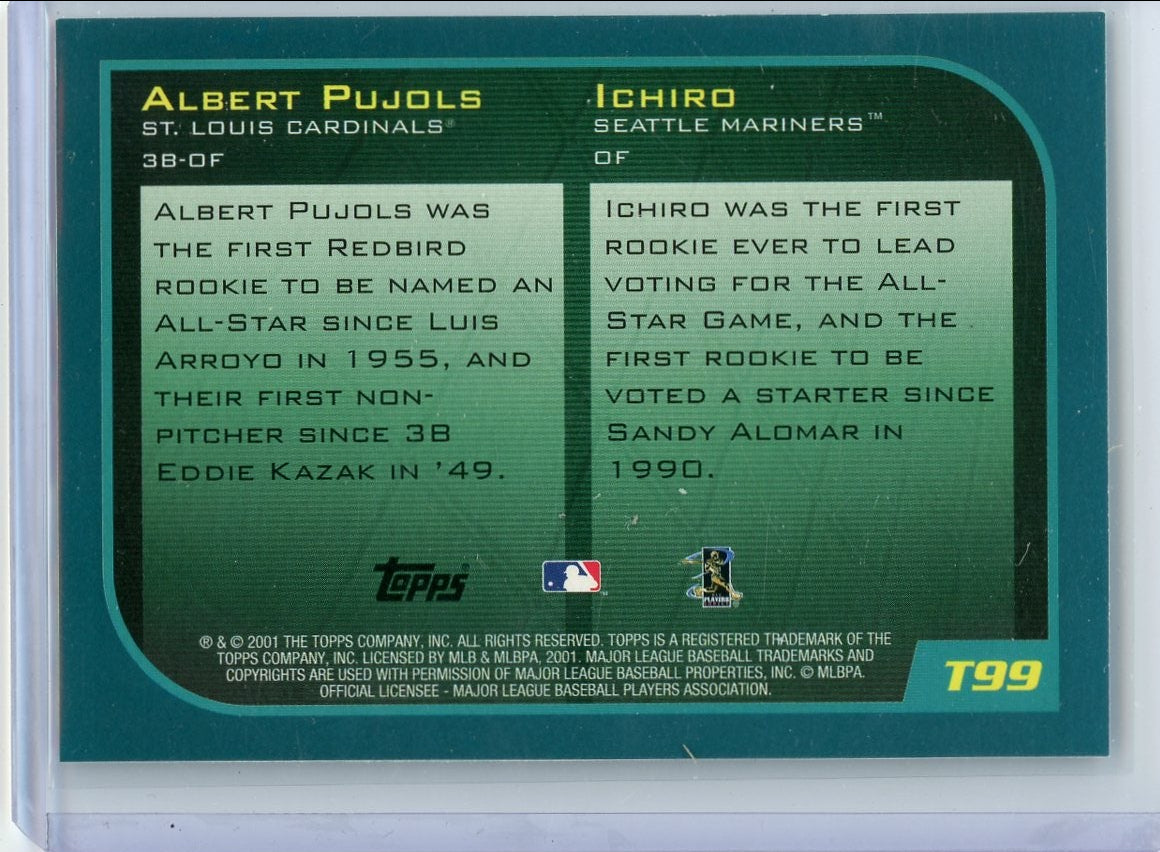 ALBERT PUJOLS
ST. LOUIS CARDINALS®
3B-OF
ALBERT PUJOLS WAS
THE FIRST REDBIRD
ROOKIE TO BE NAMED AN
ALL-STAR SINCE LUIS
ARROYO IN 1955, AND
THEIR FIRST NON-
PITCHER SINCE 3B
EDDIE KAZAK IN '49.
ICHIRO
SEATTLE MARINERS™
OF
ICHIRO WAS THE FIRST
ROOKIE EVER TO LEAD
VOTING FOR THE ALL-
STAR GAME, AND THE
FIRST ROOKIE TO BE
VOTED A STARTER SINCE
SANDY ALOMAR IN
1990.
topps®
PLAYERS
® & © 2001 THE TOPPS COMPANY, INC. ALL RIGHTS RESERVED. TOPPS IS A REGISTERED TRADEMARK OF THE
TOPPS COMPANY, INC. LICENSED BY MLB & MLBPA, 2001. MAJOR LEAGUE BASEBALL TRADEMARKS AND
COPYRIGHTS ARE USED WITH PERMISSION OF MAJOR LEAGUE BASEBALL PROPERTIES, INC. © MLBPA.
OFFICIAL LICENSEE - MAJOR LEAGUE BASEBALL PLAYERS ASSOCIATION.
T99